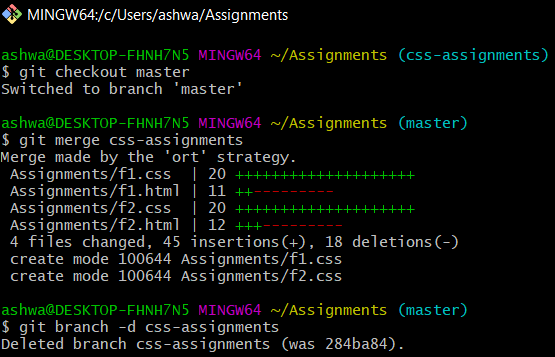 MINGW64:/c/Users/ashwa/Assignments
ashwa@DESKTOP-FHNH7N5 MINGW64 ~/Assignments (css-assignments)
$ git checkout master
Switched to branch 'master'
ashwa@DESKTOP-FHNH7N5 MINGW64 ~/Assignments (master)
$ git merge css-assignments
Merge made by the 'ort' strategy.
 Assignments/f1.css  | 20 ++++++++++++++++++++
 Assignments/f1.html | 11 ++---------
 Assignments/f2.css  | 20 ++++++++++++++++++++
 Assignments/f2.html | 12 +++---------
 4 files changed, 45 insertions(+), 18 deletions(-)
 create mode 100644 Assignments/f1.css
 create mode 100644 Assignments/f2.css
ashwa@DESKTOP-FHNH7N5 MINGW64 ~/Assignments (master)
$ git branch -d css-assignments
Deleted branch css-assignments (was 284ba84).